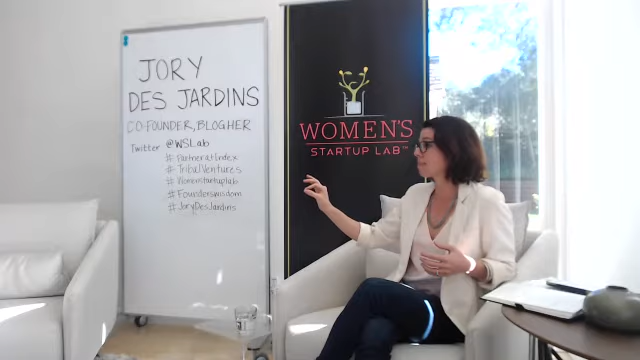 JORY
DES JARDINS
CO-FOUNDER, BLOGHER
Twitter @WSLab
# PartneratIndex
# TribalVentures
# Womenstartuplab
# Founderswisdom
# JoryDesJardins
WOMEN'S
STARTUP LAB